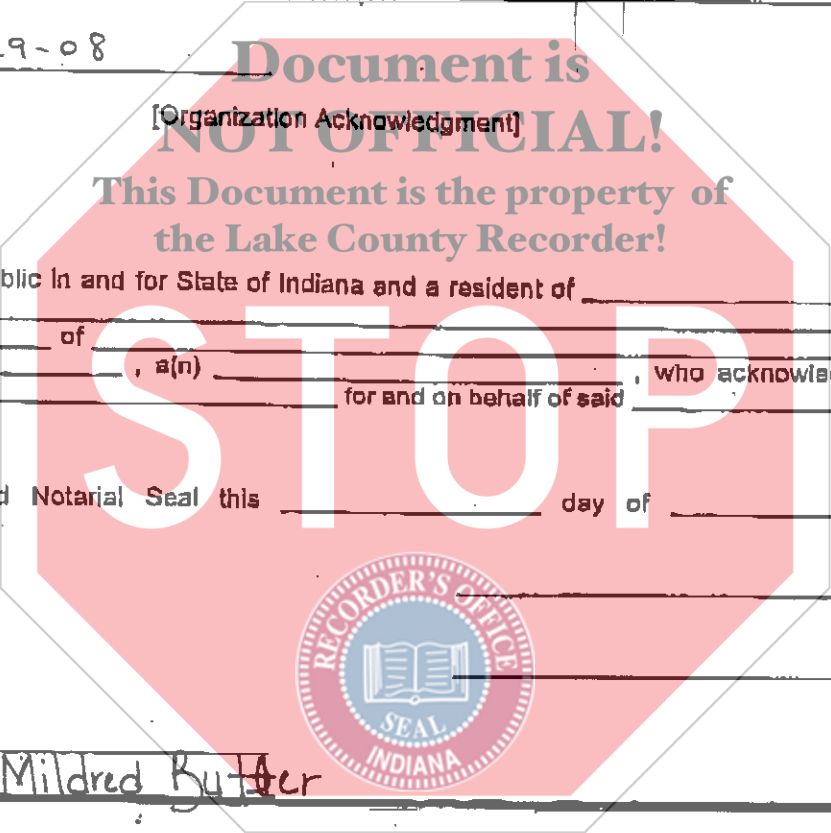 9-08
Document is
[Organization Acknowledgment]
NOT OFFICIAL!
This Document is the property of
the Lake County Recorder!
blic in and for State of Indiana and a resident of
of
, a(n) , who acknowle
for and on behalf of said
STOP
d Notarial Seal this day of
RECORDER'S OFFICE
SEAL
INDIANA
Mildred